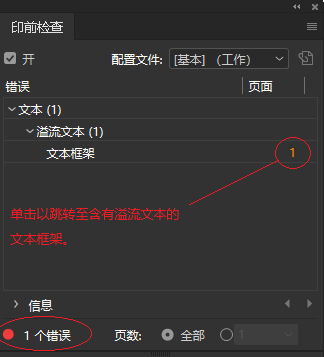 印前检查
开 配置文件: [基本] （工作）
错误 页面
文本 (1)
溢流文本 (1)
文本框架 1
单击以跳转至含有溢流文本的
文本框架。
信息
1 个错误 页数: 全部 1